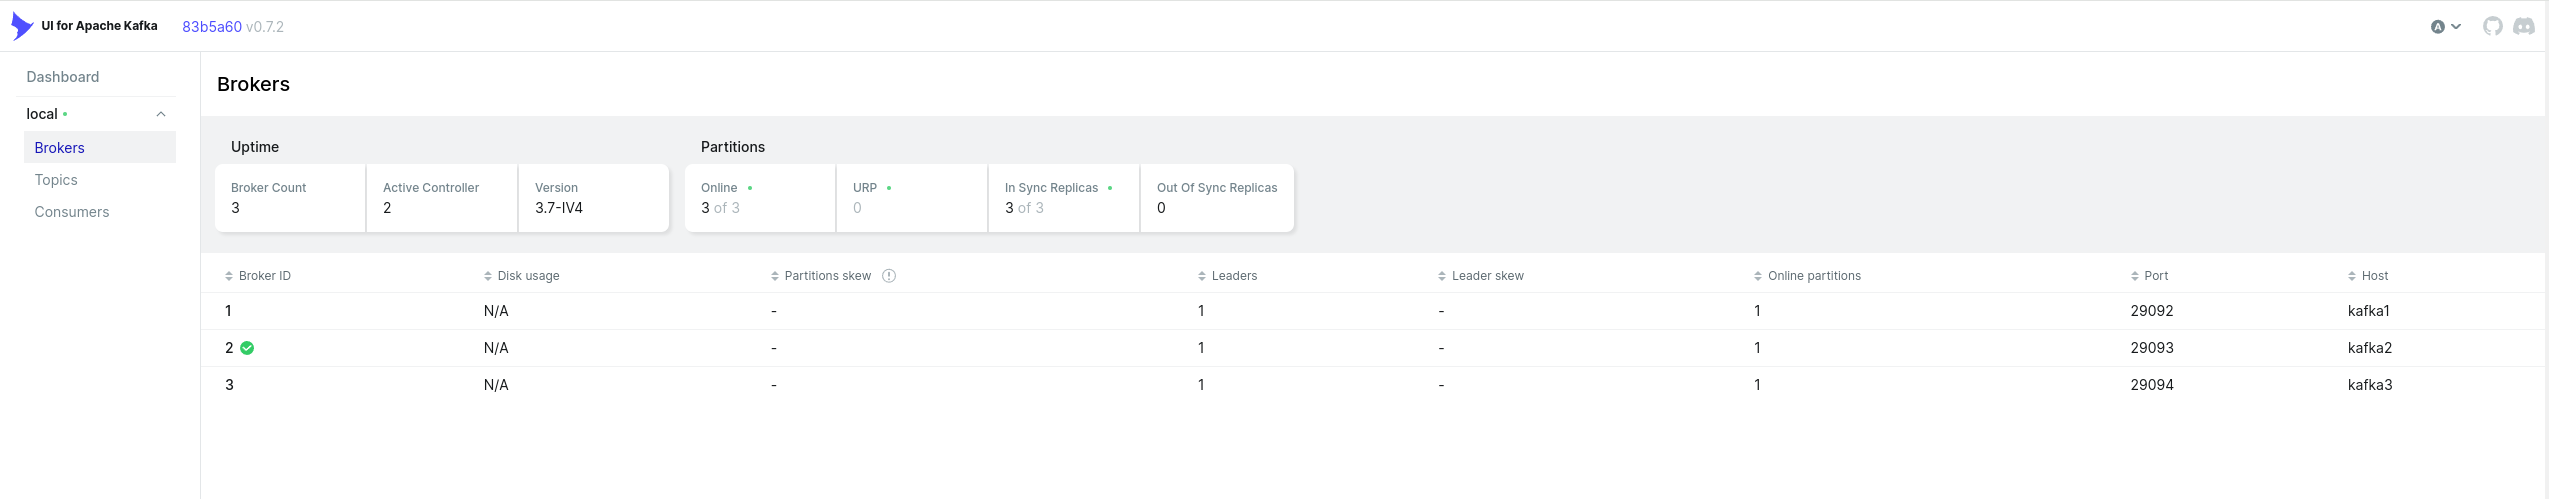 UI for Apache Kafka 83b5a60 v0.7.2 A
Dashboard
local
Brokers
Topics
Consumers
Brokers
Uptime
Broker Count
3
Active Controller
2
Version
3.7-IV4
Partitions
Online
3 of 3
URP
0
In Sync Replicas
3 of 3
Out Of Sync Replicas
0
Broker ID Disk usage Partitions skew Leaders Leader skew Online partitions Port Host
1 N/A - 1 - 1 29092 kafka1
2 N/A - 1 - 1 29093 kafka2
3 N/A - 1 - 1 29094 kafka3